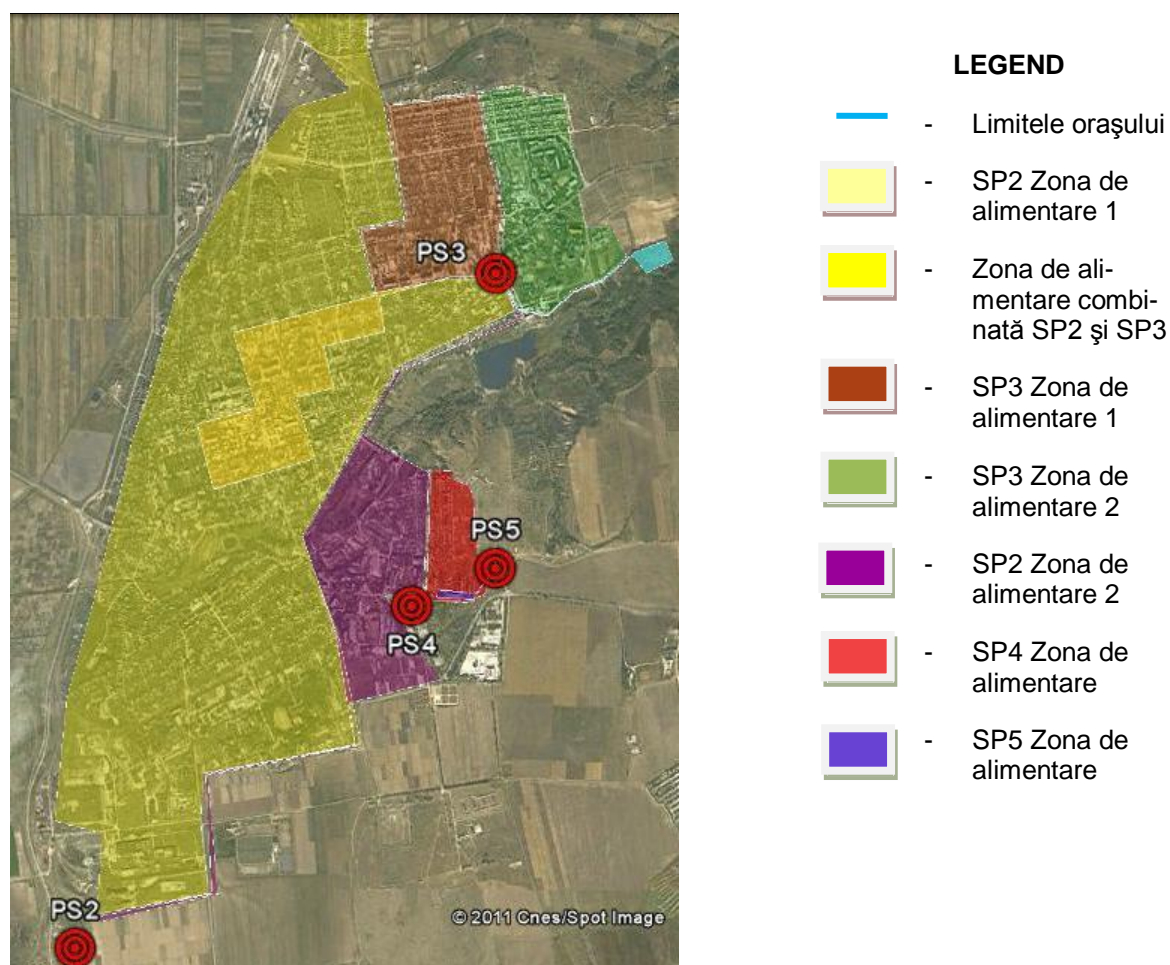 PS3
PS5
PS4
PS2
© 2011 Cnes/Spot Image
LEGEND
- Limitele oraşului
- SP2 Zona de
alimentare 1
- Zona de ali-
mentare combi-
nată SP2 şi SP3
- SP3 Zona de
alimentare 1
- SP3 Zona de
alimentare 2
- SP2 Zona de
alimentare 2
- SP4 Zona de
alimentare
- SP5 Zona de
alimentare